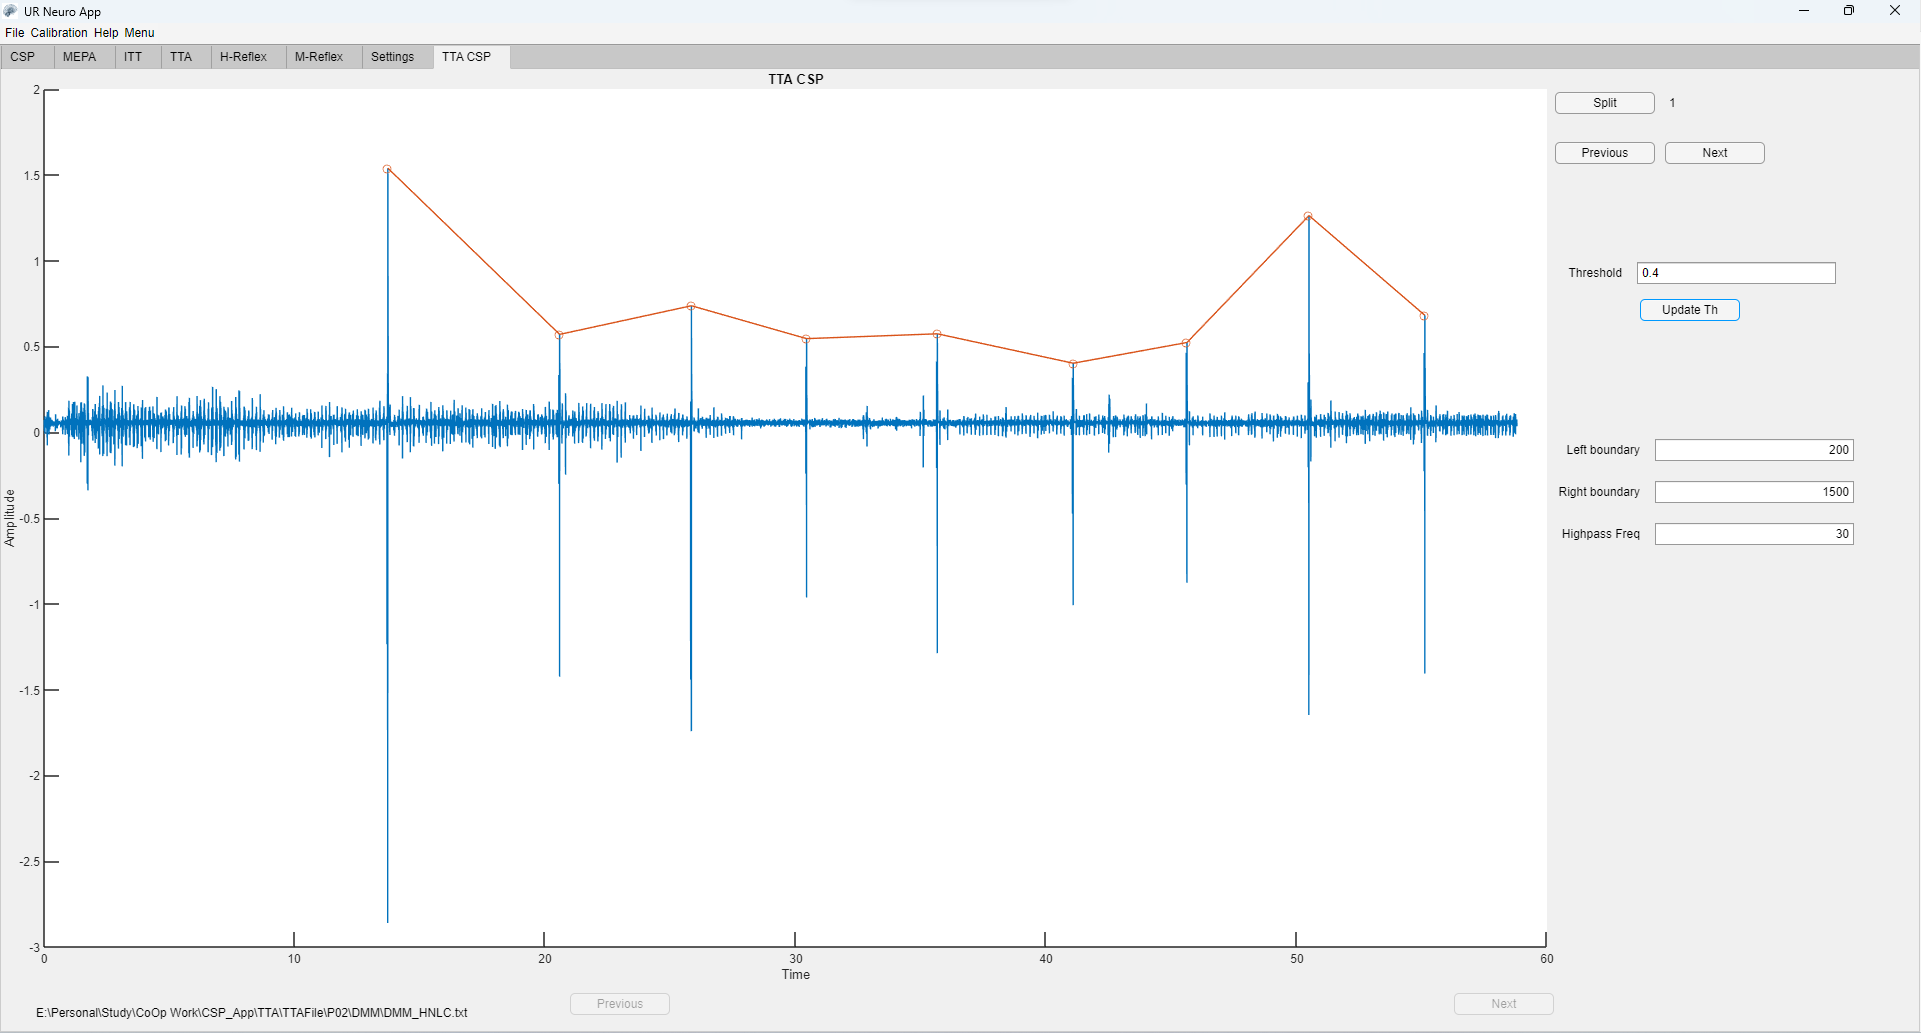 UR Neuro App
File Calibration Help Menu
CSP MEPA ITT TTA H-Reflex M-Reflex Settings TTA CSP
TTA CSP
2
1.5
1
0.5
0
-0.5
-1
-1.5
-2
-2.5
-3
Amplitude
0 10 20 30 40 50 60
Time
Split 1
Previous Next
Threshold 0.4
Update Th
Left boundary 200
Right boundary 1500
Highpass Freq 30
Previous Next
E:\Personal\Study\CoOp Work\CSP_App\TTA\TTAFile\P02\DMM\DMM_HNLC.txt